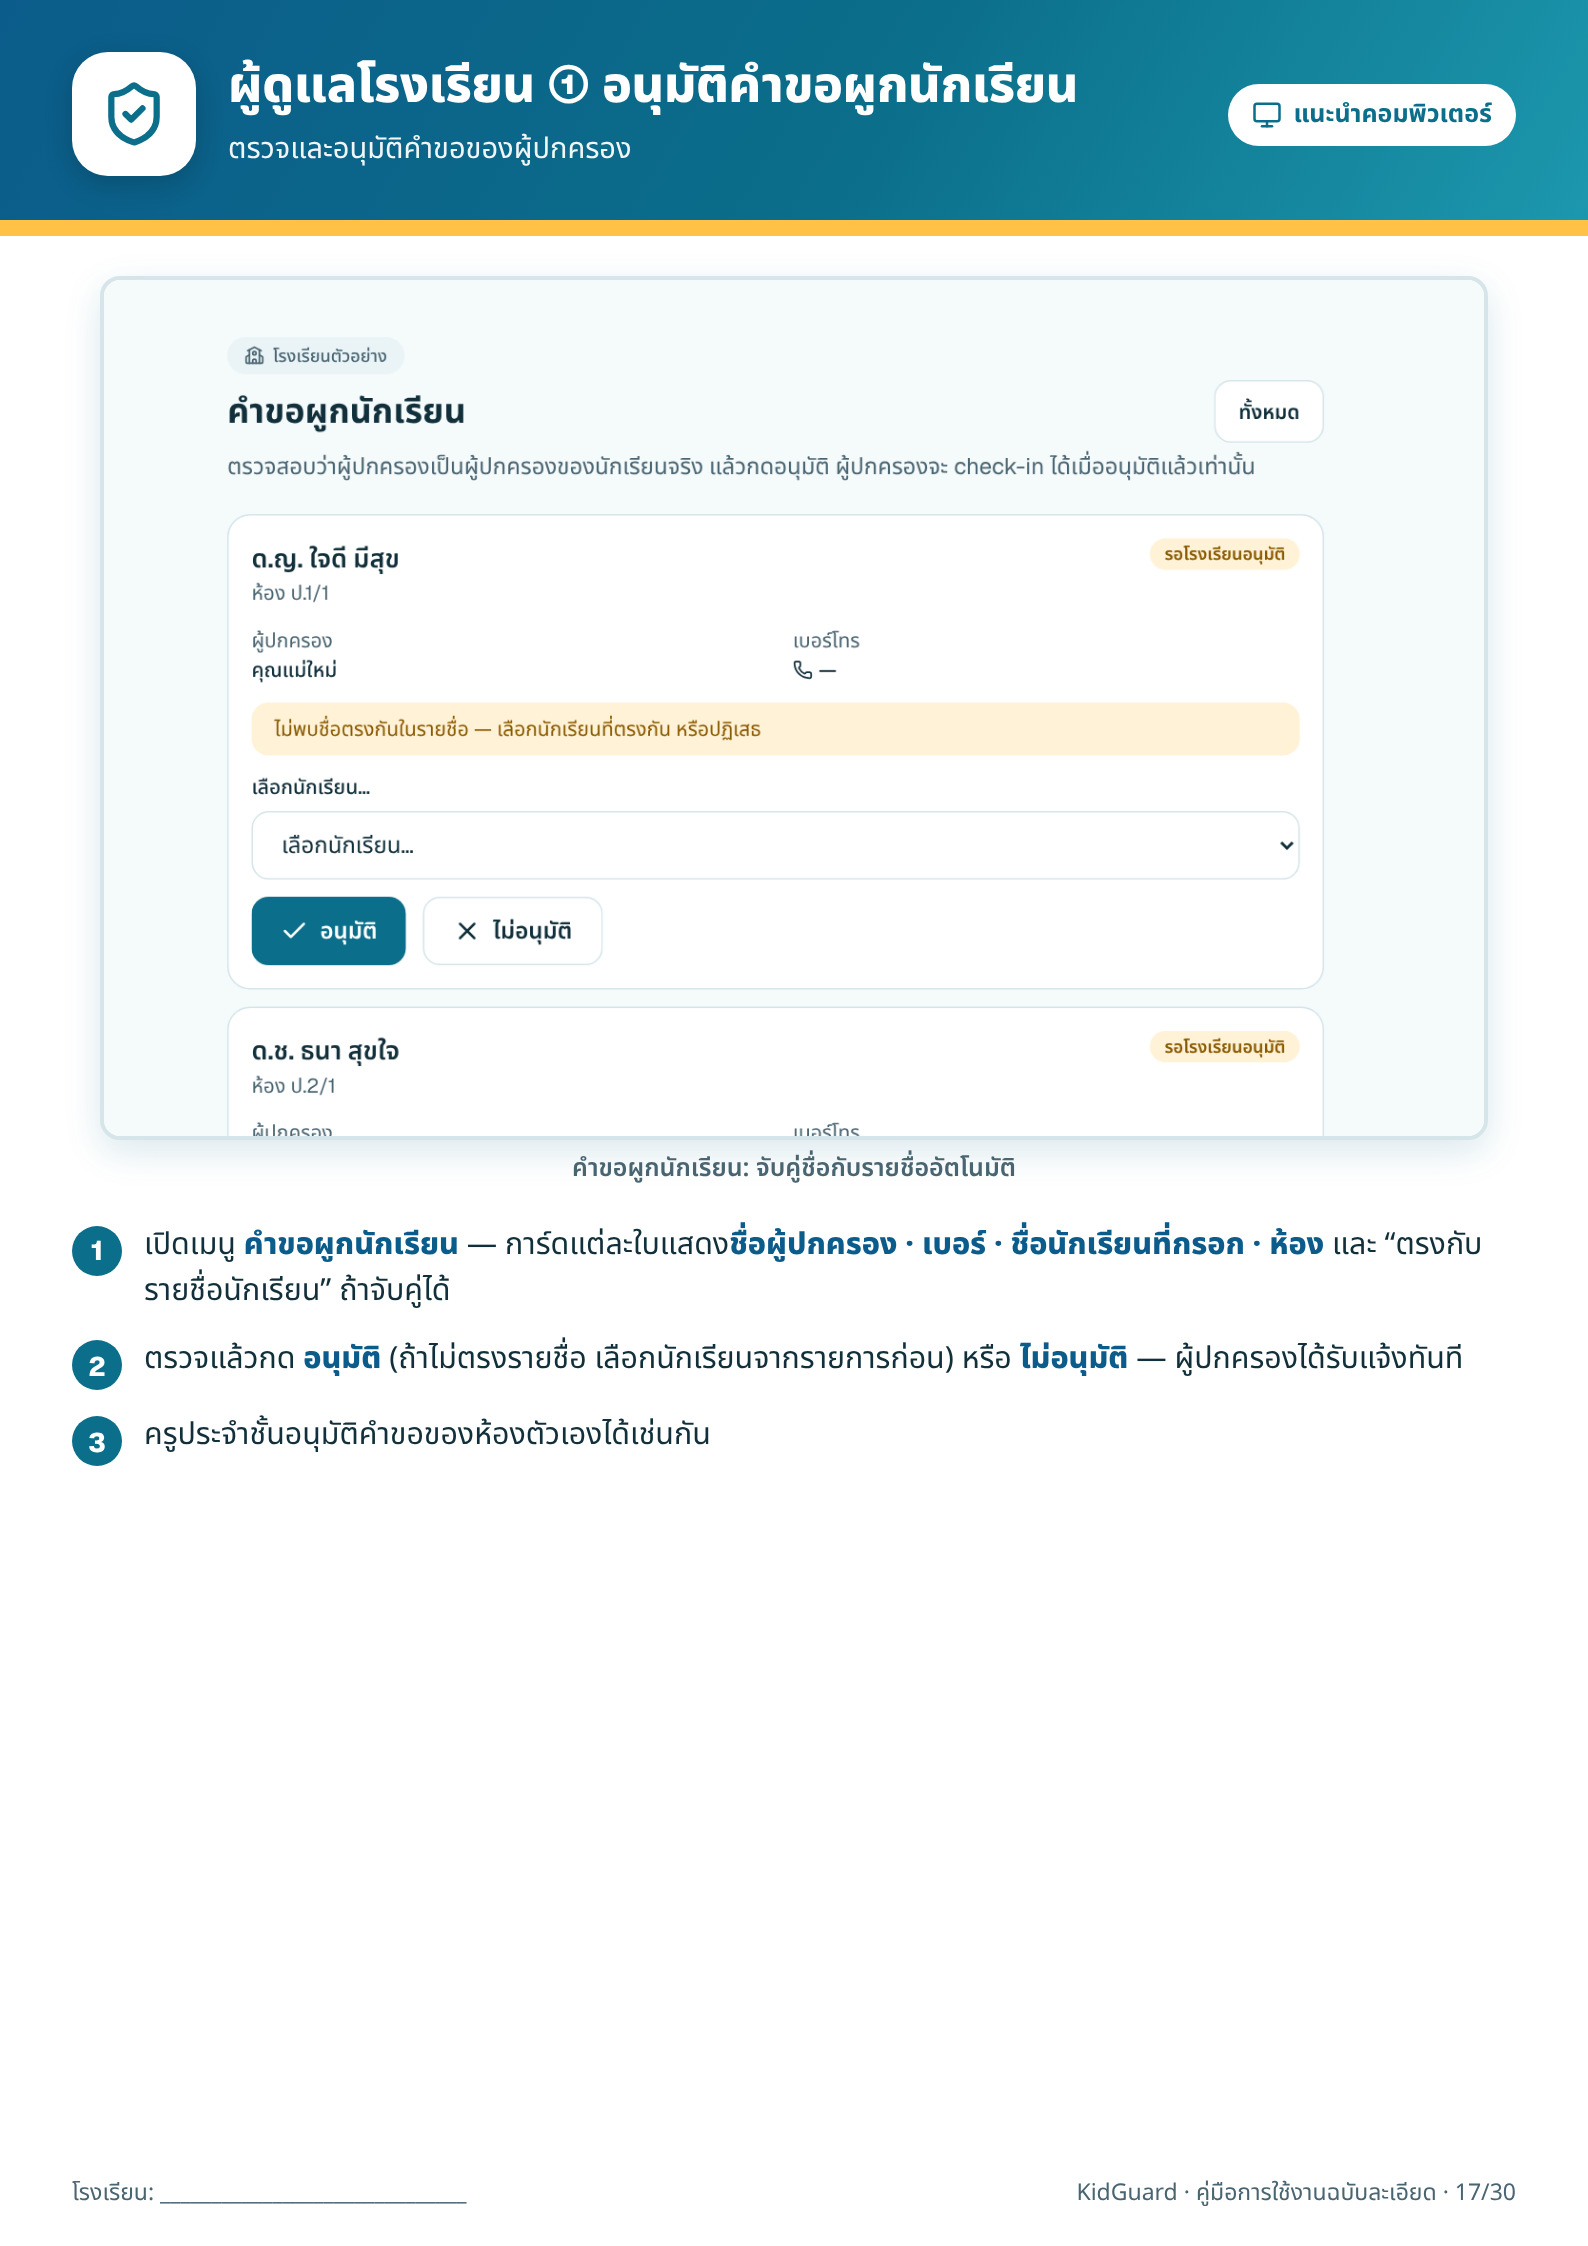 ผู้ดูแลโรงเรียน ① อนุมัติคำขอผูกนักเรียน
ตรวจและอนุมัติคำขอของผู้ปกครอง
แนะนำคอมพิวเตอร์
โรงเรียนตัวอย่าง
คำขอผูกนักเรียน
ทั้งหมด
ตรวจสอบว่าผู้ปกครองเป็นผู้ปกครองของนักเรียนจริง แล้วกดอนุมัติ ผู้ปกครองจะ check-in ได้เมื่ออนุมัติแล้วเท่านั้น
ด.ญ. ใจดี มีสุข
รอโรงเรียนอนุมัติ
ห้อง ป.1/1
ผู้ปกครอง
เบอร์โทร
คุณแม่ใหม่
—
ไม่พบชื่อตรงกันในรายชื่อ — เลือกนักเรียนที่ตรงกัน หรือปฏิเสธ
เลือกนักเรียน...
เลือกนักเรียน...
อนุมัติ
ไม่อนุมัติ
ด.ช. ธนา สุขใจ
รอโรงเรียนอนุมัติ
ห้อง ป.2/1
ผู้ปกครอง
เบอร์โทร
คำขอผูกนักเรียน: จับคู่ชื่อกับรายชื่ออัตโนมัติ
1 เปิดเมนู คำขอผูกนักเรียน — การ์ดแต่ละใบแสดงชื่อผู้ปกครอง · เบอร์ · ชื่อนักเรียนที่กรอก · ห้อง และ “ตรงกับ
รายชื่อนักเรียน” ถ้าจับคู่ได้
2 ตรวจแล้วกด อนุมัติ (ถ้าไม่ตรงรายชื่อ เลือกนักเรียนจากรายการก่อน) หรือ ไม่อนุมัติ — ผู้ปกครองได้รับแจ้งทันที
3 ครูประจำชั้นอนุมัติคำขอของห้องตัวเองได้เช่นกัน
โรงเรียน: ____________________________
KidGuard · คู่มือการใช้งานฉบับละเอียด · 17/30